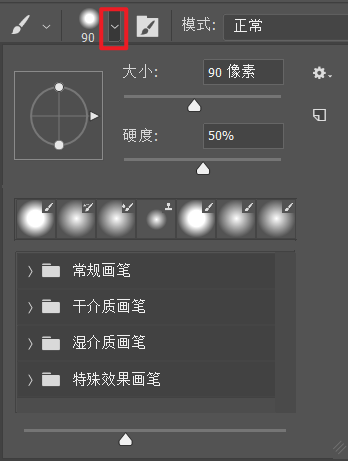 90
模式: 正常
大小: 90 像素
硬度: 50%
常规画笔
干介质画笔
湿介质画笔
特殊效果画笔